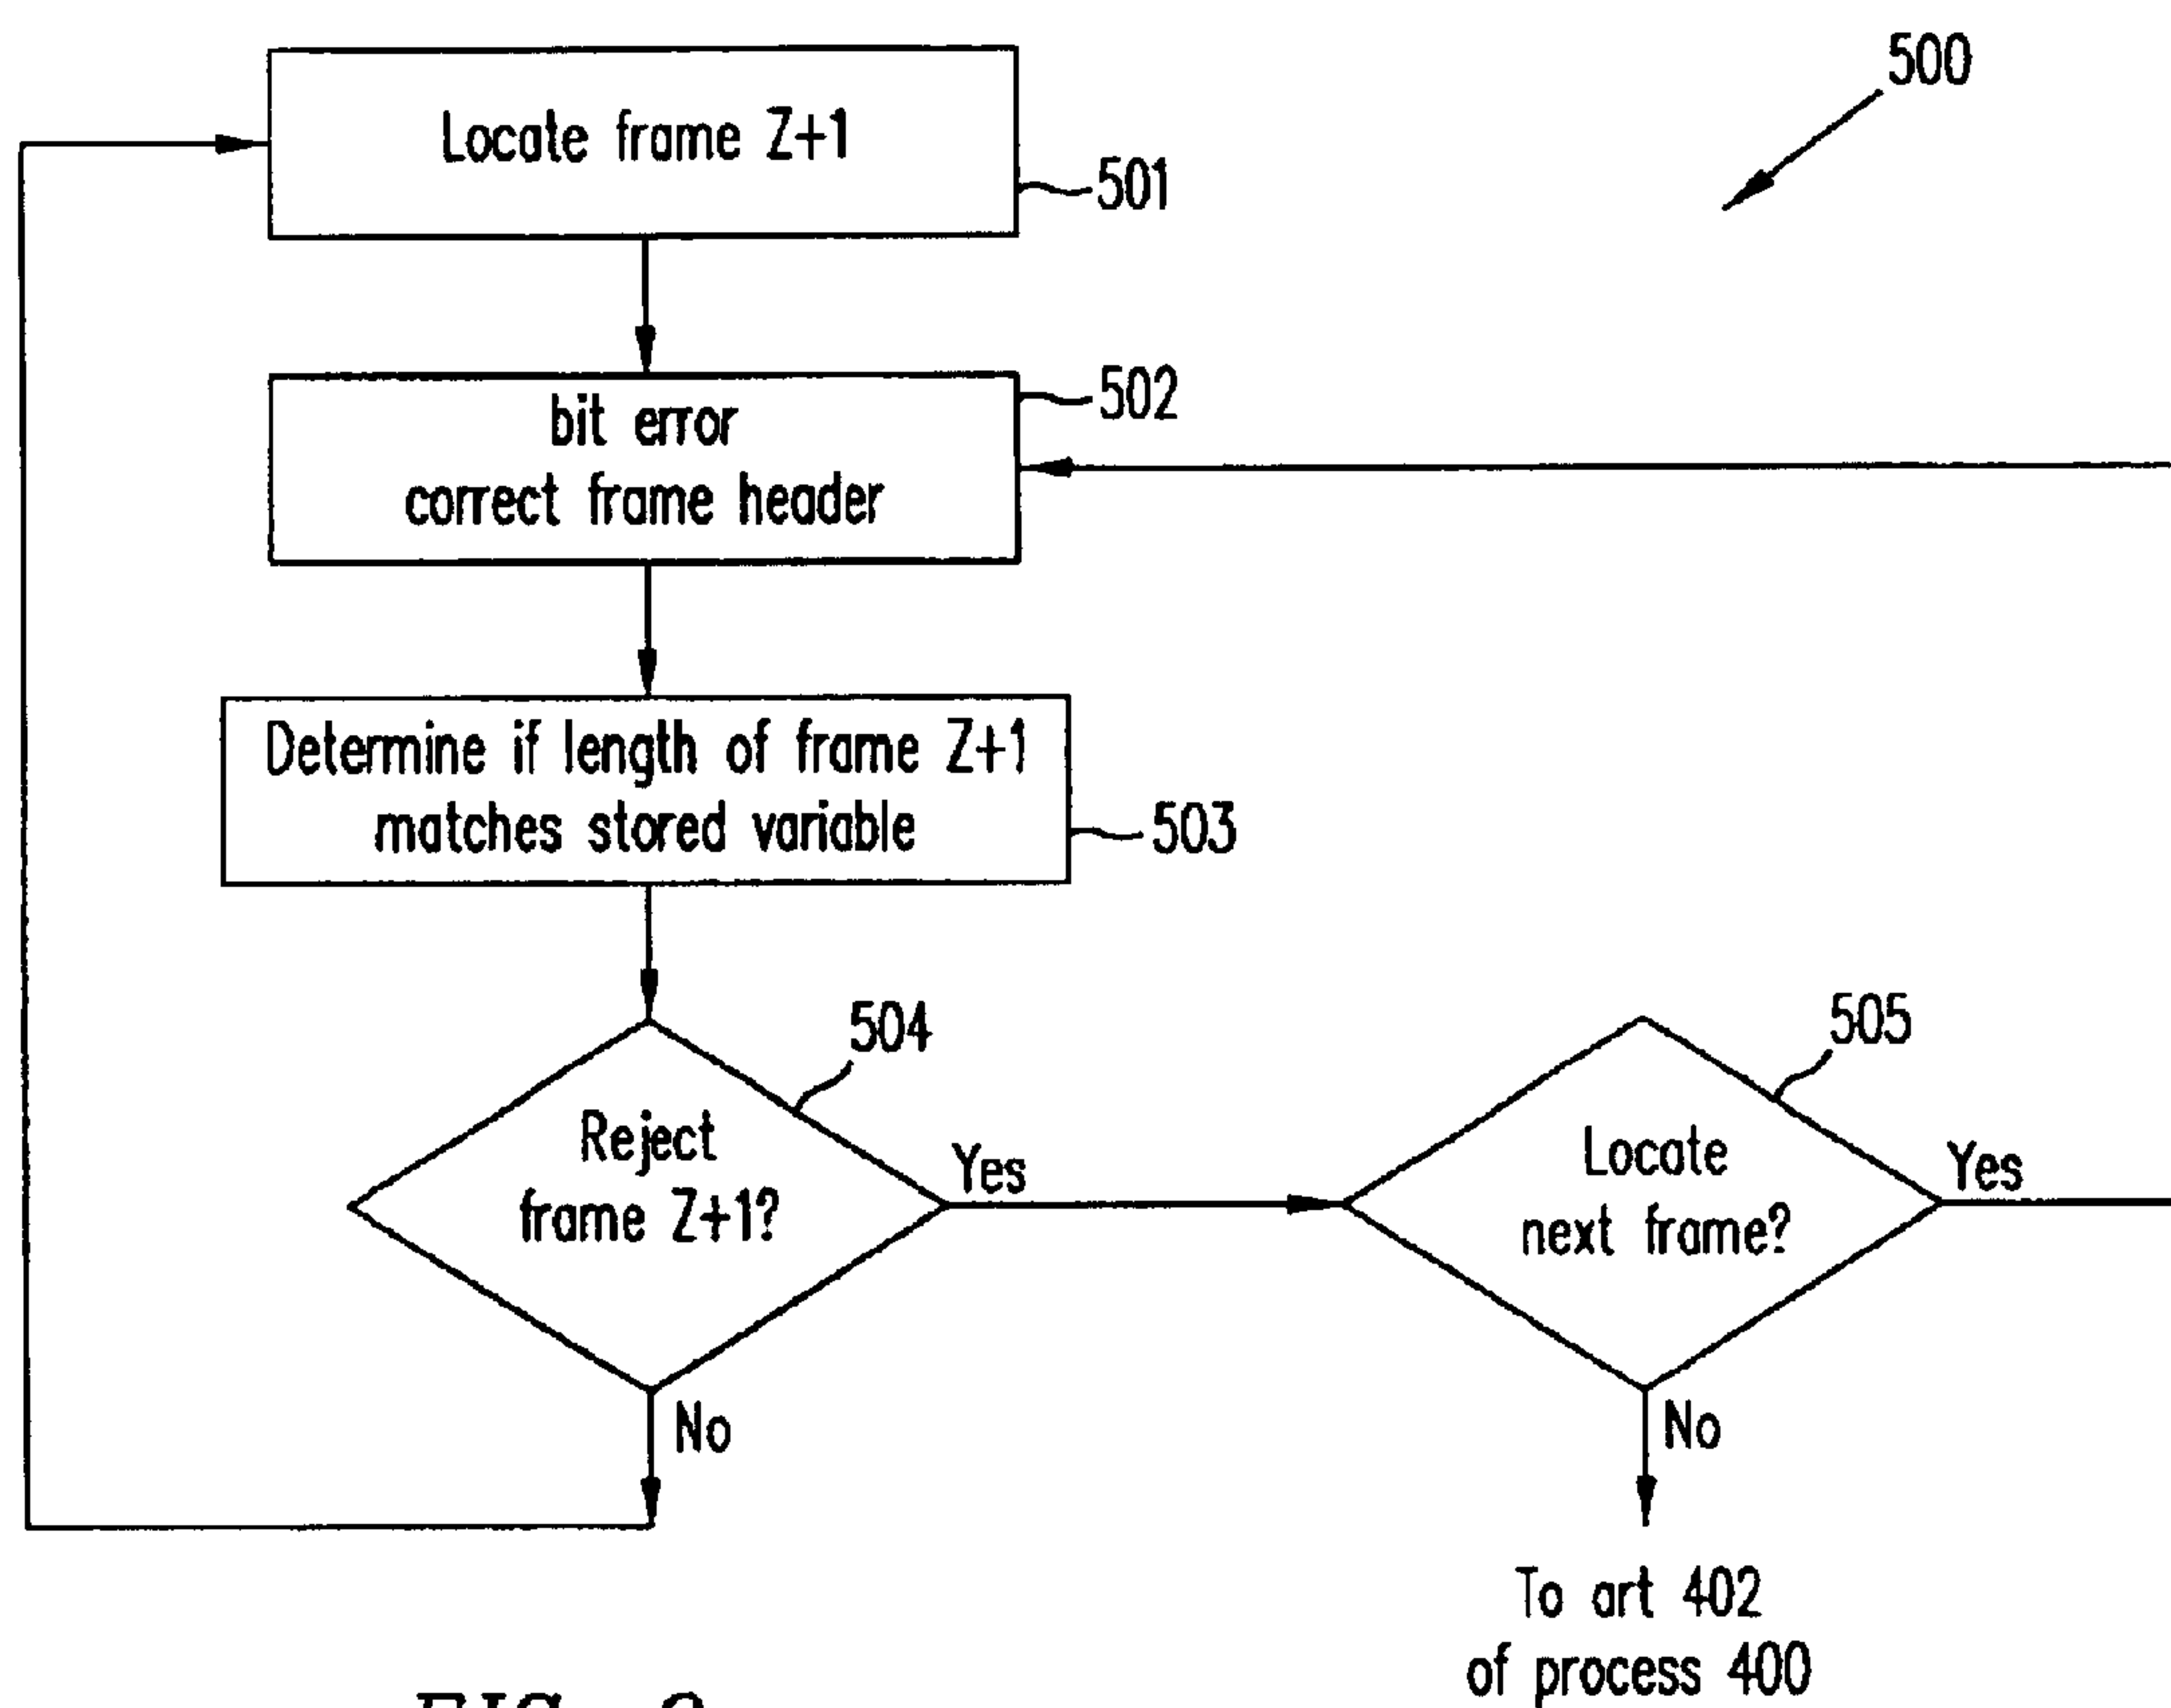 500
Locate frame Z+1
501
502
bit error
correct frame header
Determine if length of frame Z+1
matches stored variable
503
504
505
Reject
frame Z+1?
Yes
Locate
next frame?
Yes
No
No
To art 402
of process 400